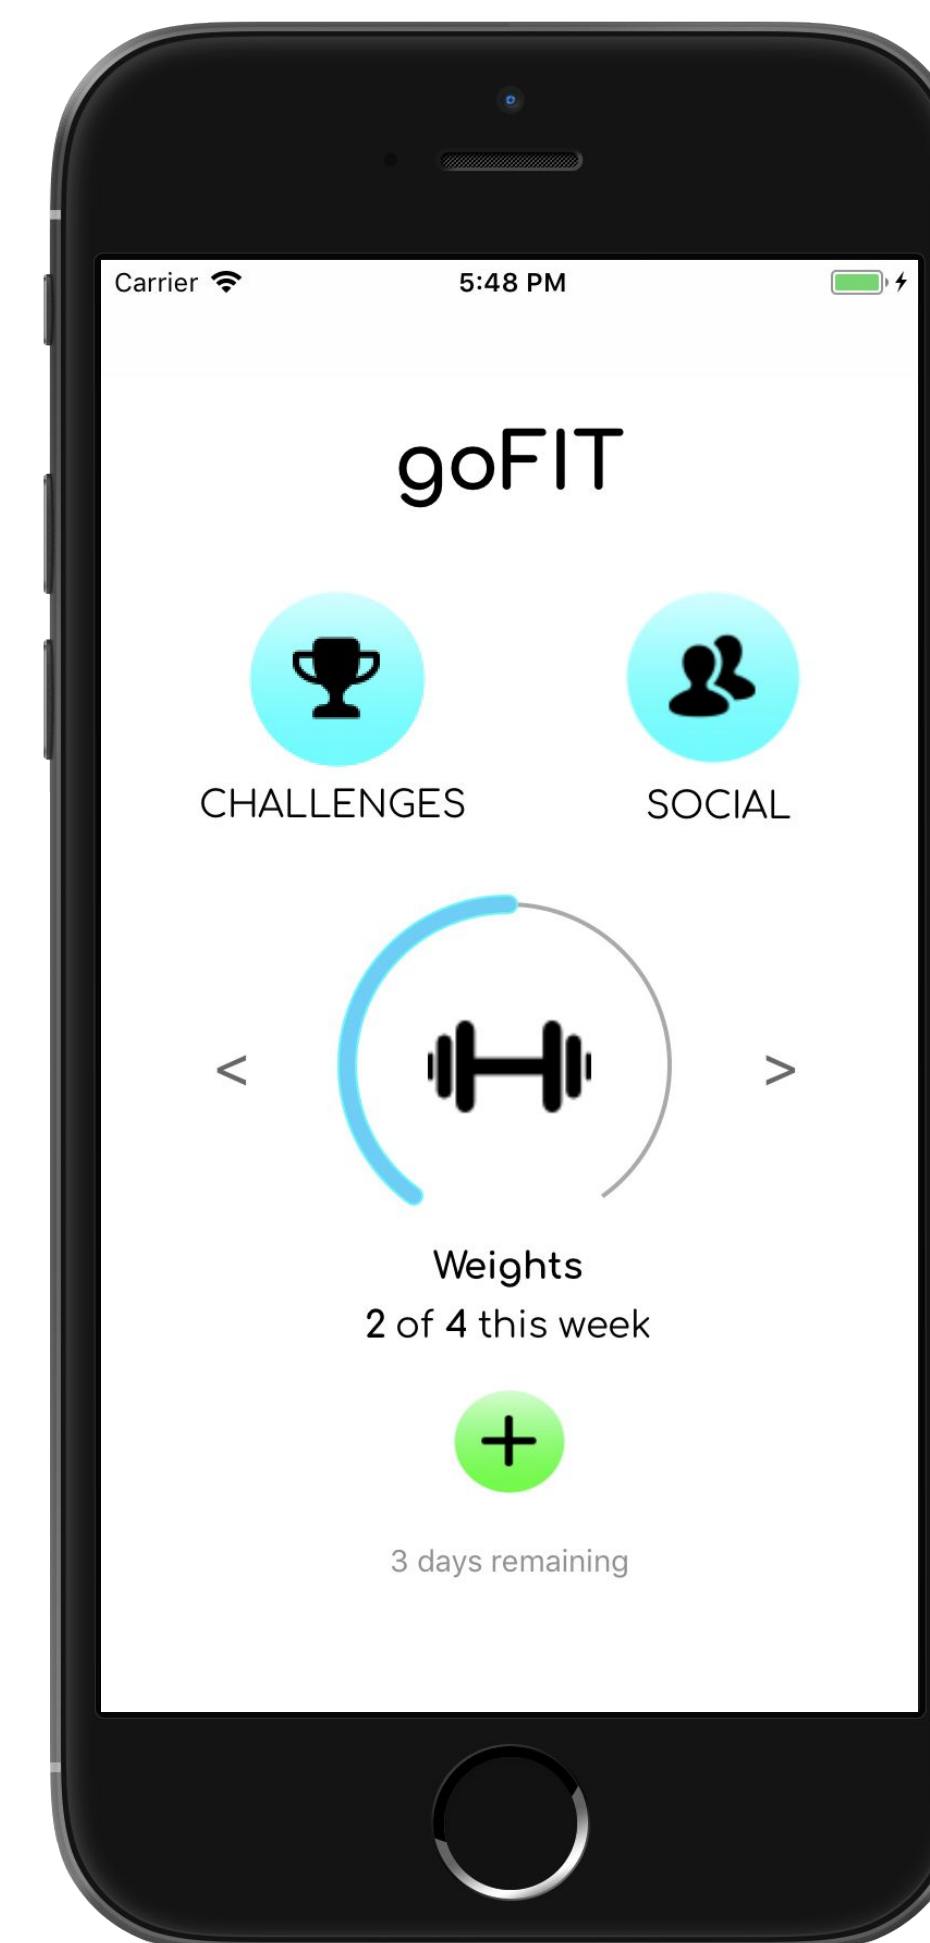 Carrier 5:48 PM
goFIT
CHALLENGES SOCIAL
< >
Weights
2 of 4 this week
+
3 days remaining